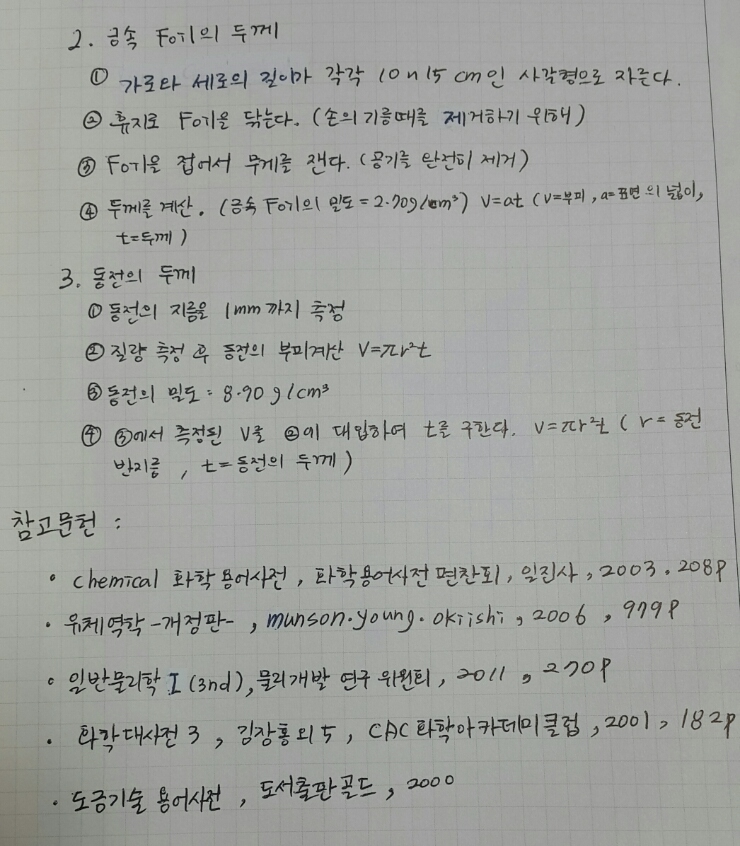 2. 금속 Foil의 두께
① 가로와 세로의 길이가 각각 10 n 15 cm인 사각형으로 자른다.
② 휴지로 Foil을 닦는다. (손의 기름때를 제거하기 위해)
③ Foil을 접어서 무게를 잰다. (공기를 완전히 제거)
④ 두께를 계산. (금속 Foil의 밀도 = 2.70g/cm³) V=at (V=부피, a=표면의 넓이,
t=두께)
3. 동전의 두께
① 동전의 지름을 1mm 까지 측정
② 질량 측정 후 동전의 부피계산 V=πr²t
③ 동전의 밀도 : 8.90 g/cm³
④ ③에서 측정된 V를 ②에 대입하여 t를 구한다. V=πr²t ( r = 동전
반지름 , t=동전의 두께 )
참고문헌 :
• chemical 화학 용어사전 , 화학용어사전 편찬회, 일진사 , 2003. 208p
• 유체역학 -개정판- , munson.young.okiishi , 2006 , 979p
• 일반물리학 I (3nd), 물리개발 연구 위원회 , 2011 , 270p
• 화학대사전 3 , 김창홍외5 , CAC 화학아카데미클럽 , 2001 , 182p
• 도금기술 용어사전 , 도서출판골드 , 2000